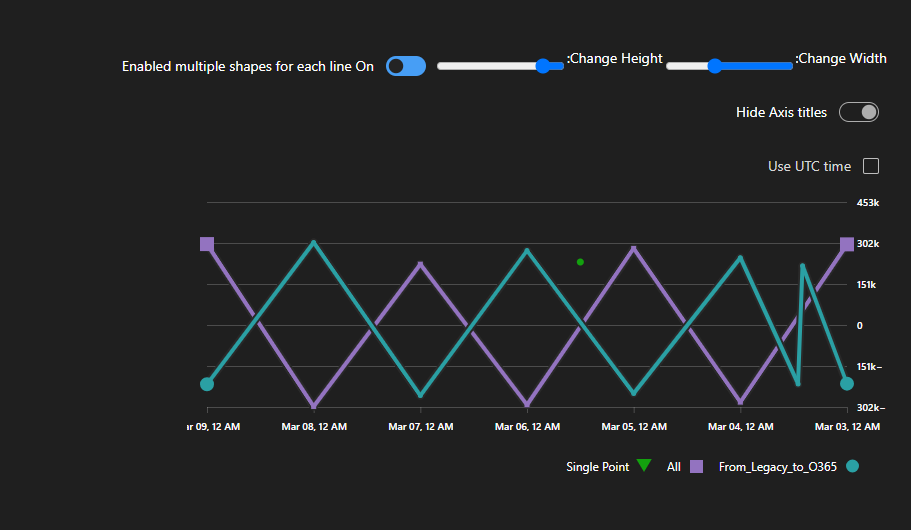 Enabled multiple shapes for each line On
:Change Height
:Change Width
Hide Axis titles
Use UTC time
453k
302k
151k
0
151k−
302k−
ır 09, 12 AM
Mar 08, 12 AM
Mar 07, 12 AM
Mar 06, 12 AM
Mar 05, 12 AM
Mar 04, 12 AM
Mar 03, 12 AM
Single Point
All
From_Legacy_to_O365